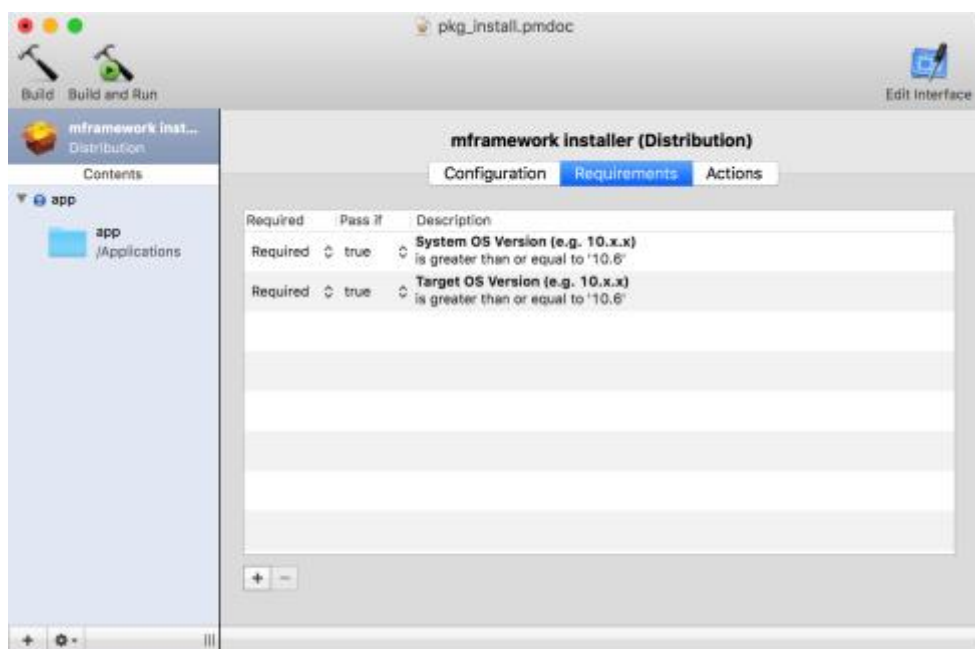 pkg_install.pmdoc
Build
Build and Run
Edit Interface
mframework inst...
Distribution
Contents
app
app
/Applications
mframework installer (Distribution)
Configuration
Requirements
Actions
Required
Pass if
Description
Required
true
System OS Version (e.g. 10.x.x)
is greater than or equal to '10.6'
Required
true
Target OS Version (e.g. 10.x.x)
is greater than or equal to '10.6'